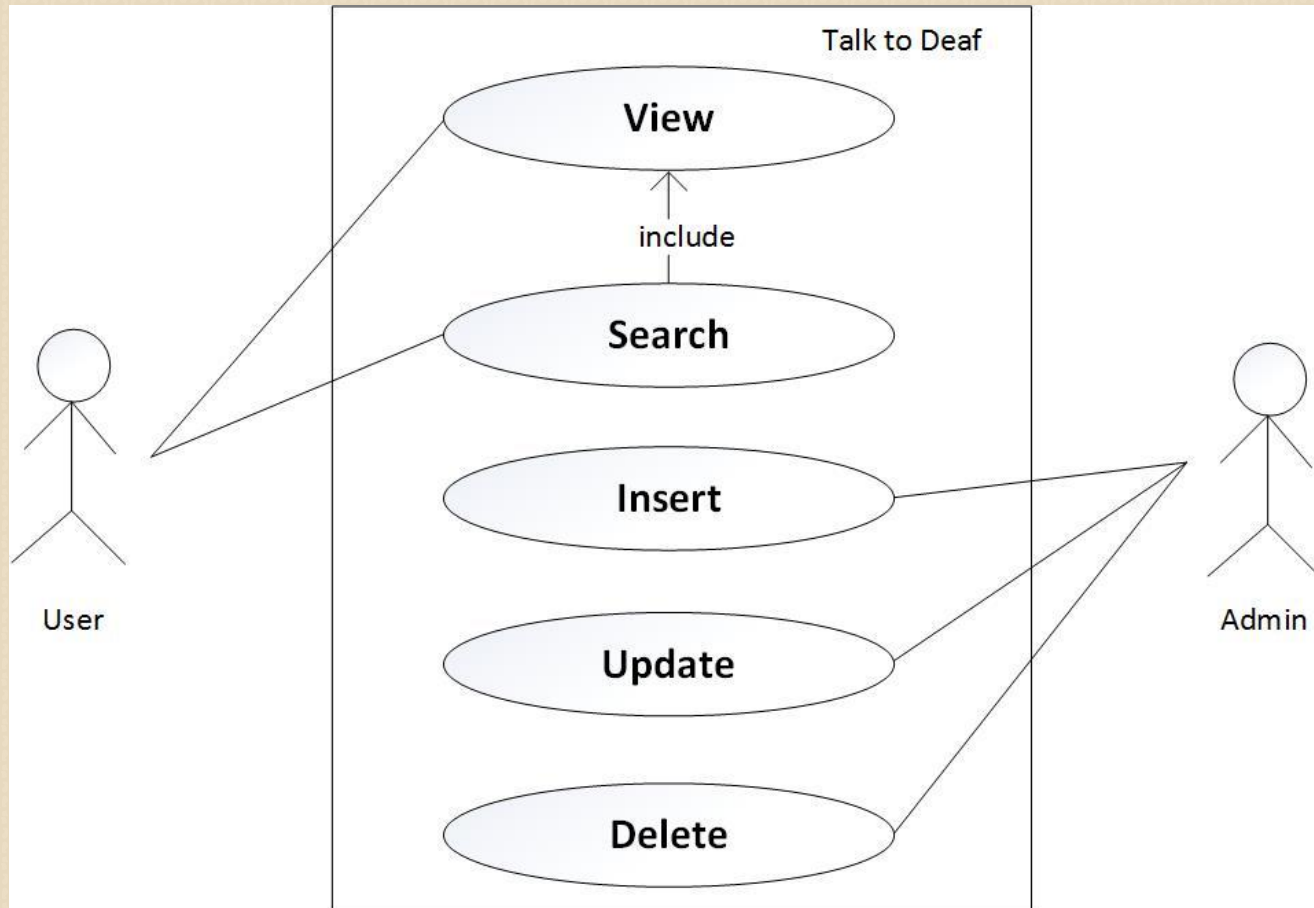 Talk to Deaf
View
include
Search
Insert
Update
Delete
User
Admin